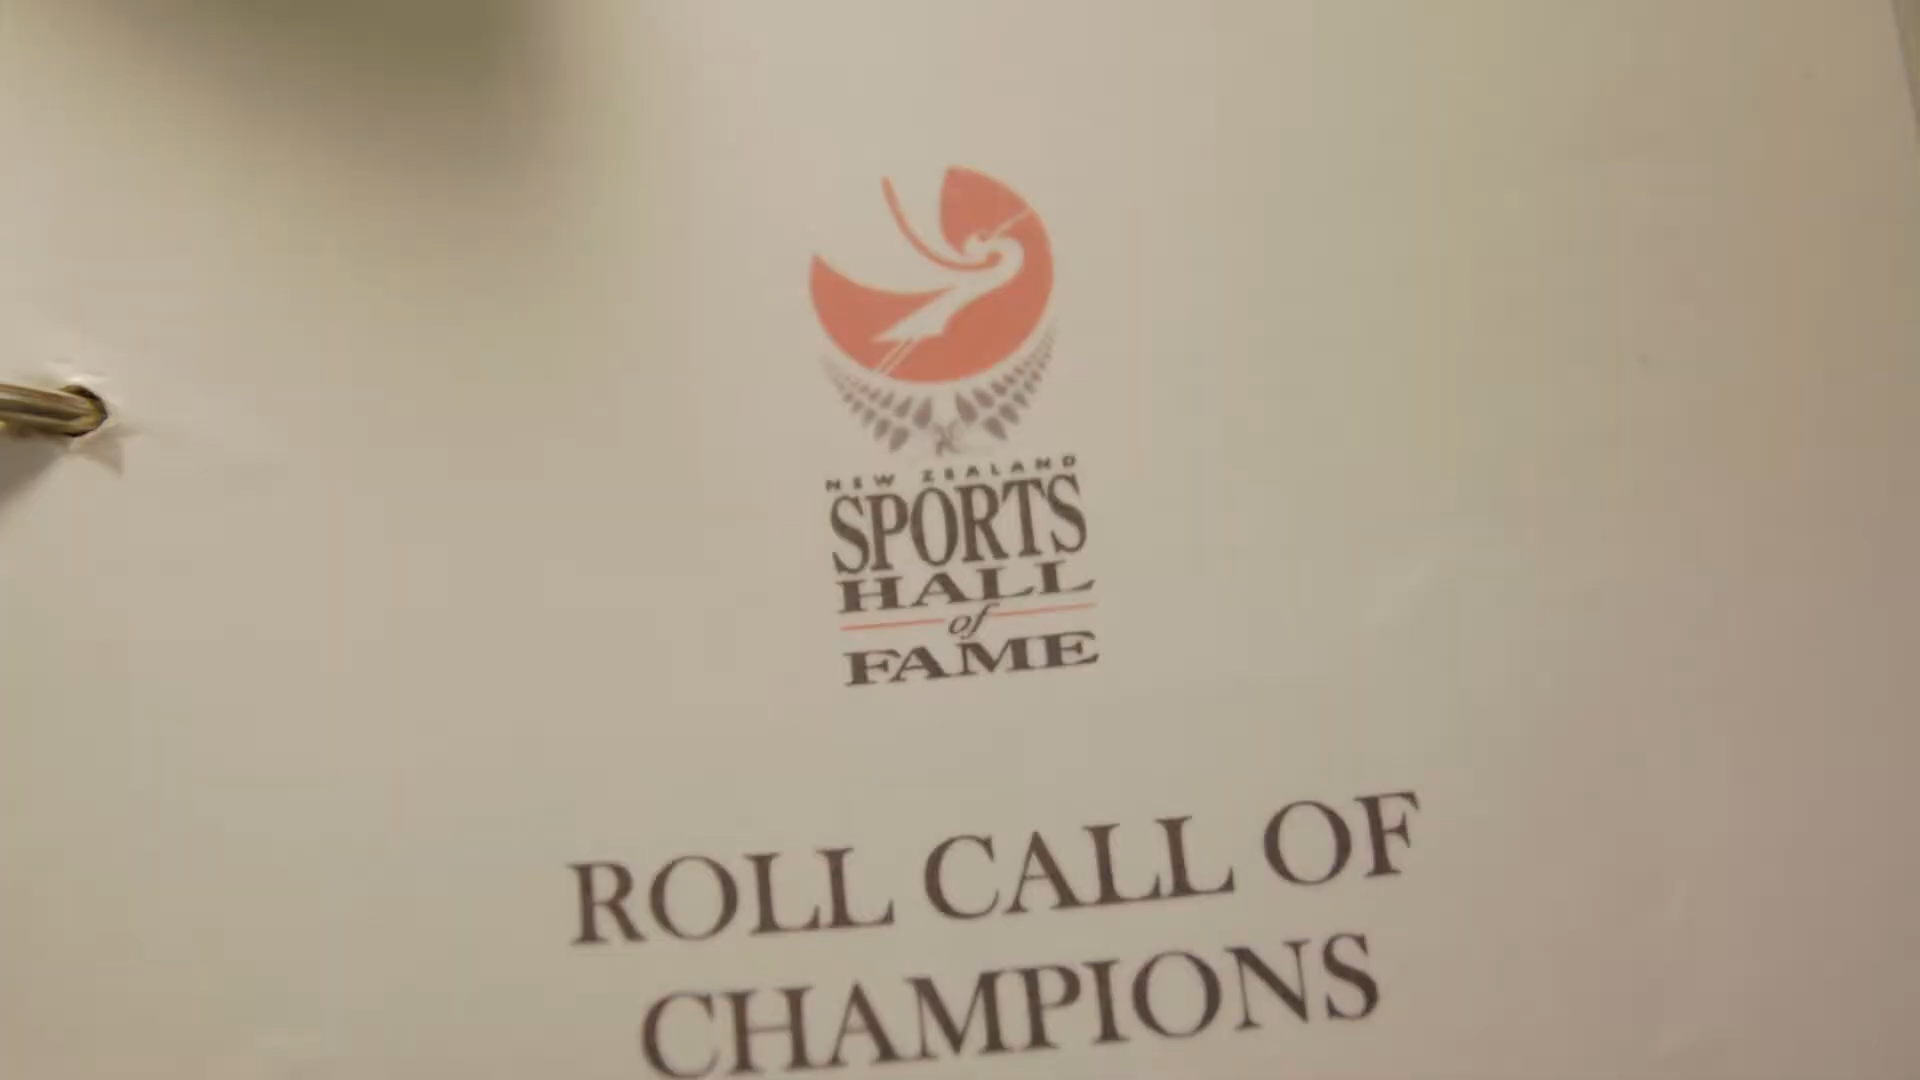 NEW ZEALAND
SPORTS
HALL
of
FAME
ROLL CALL OF
CHAMPIONS